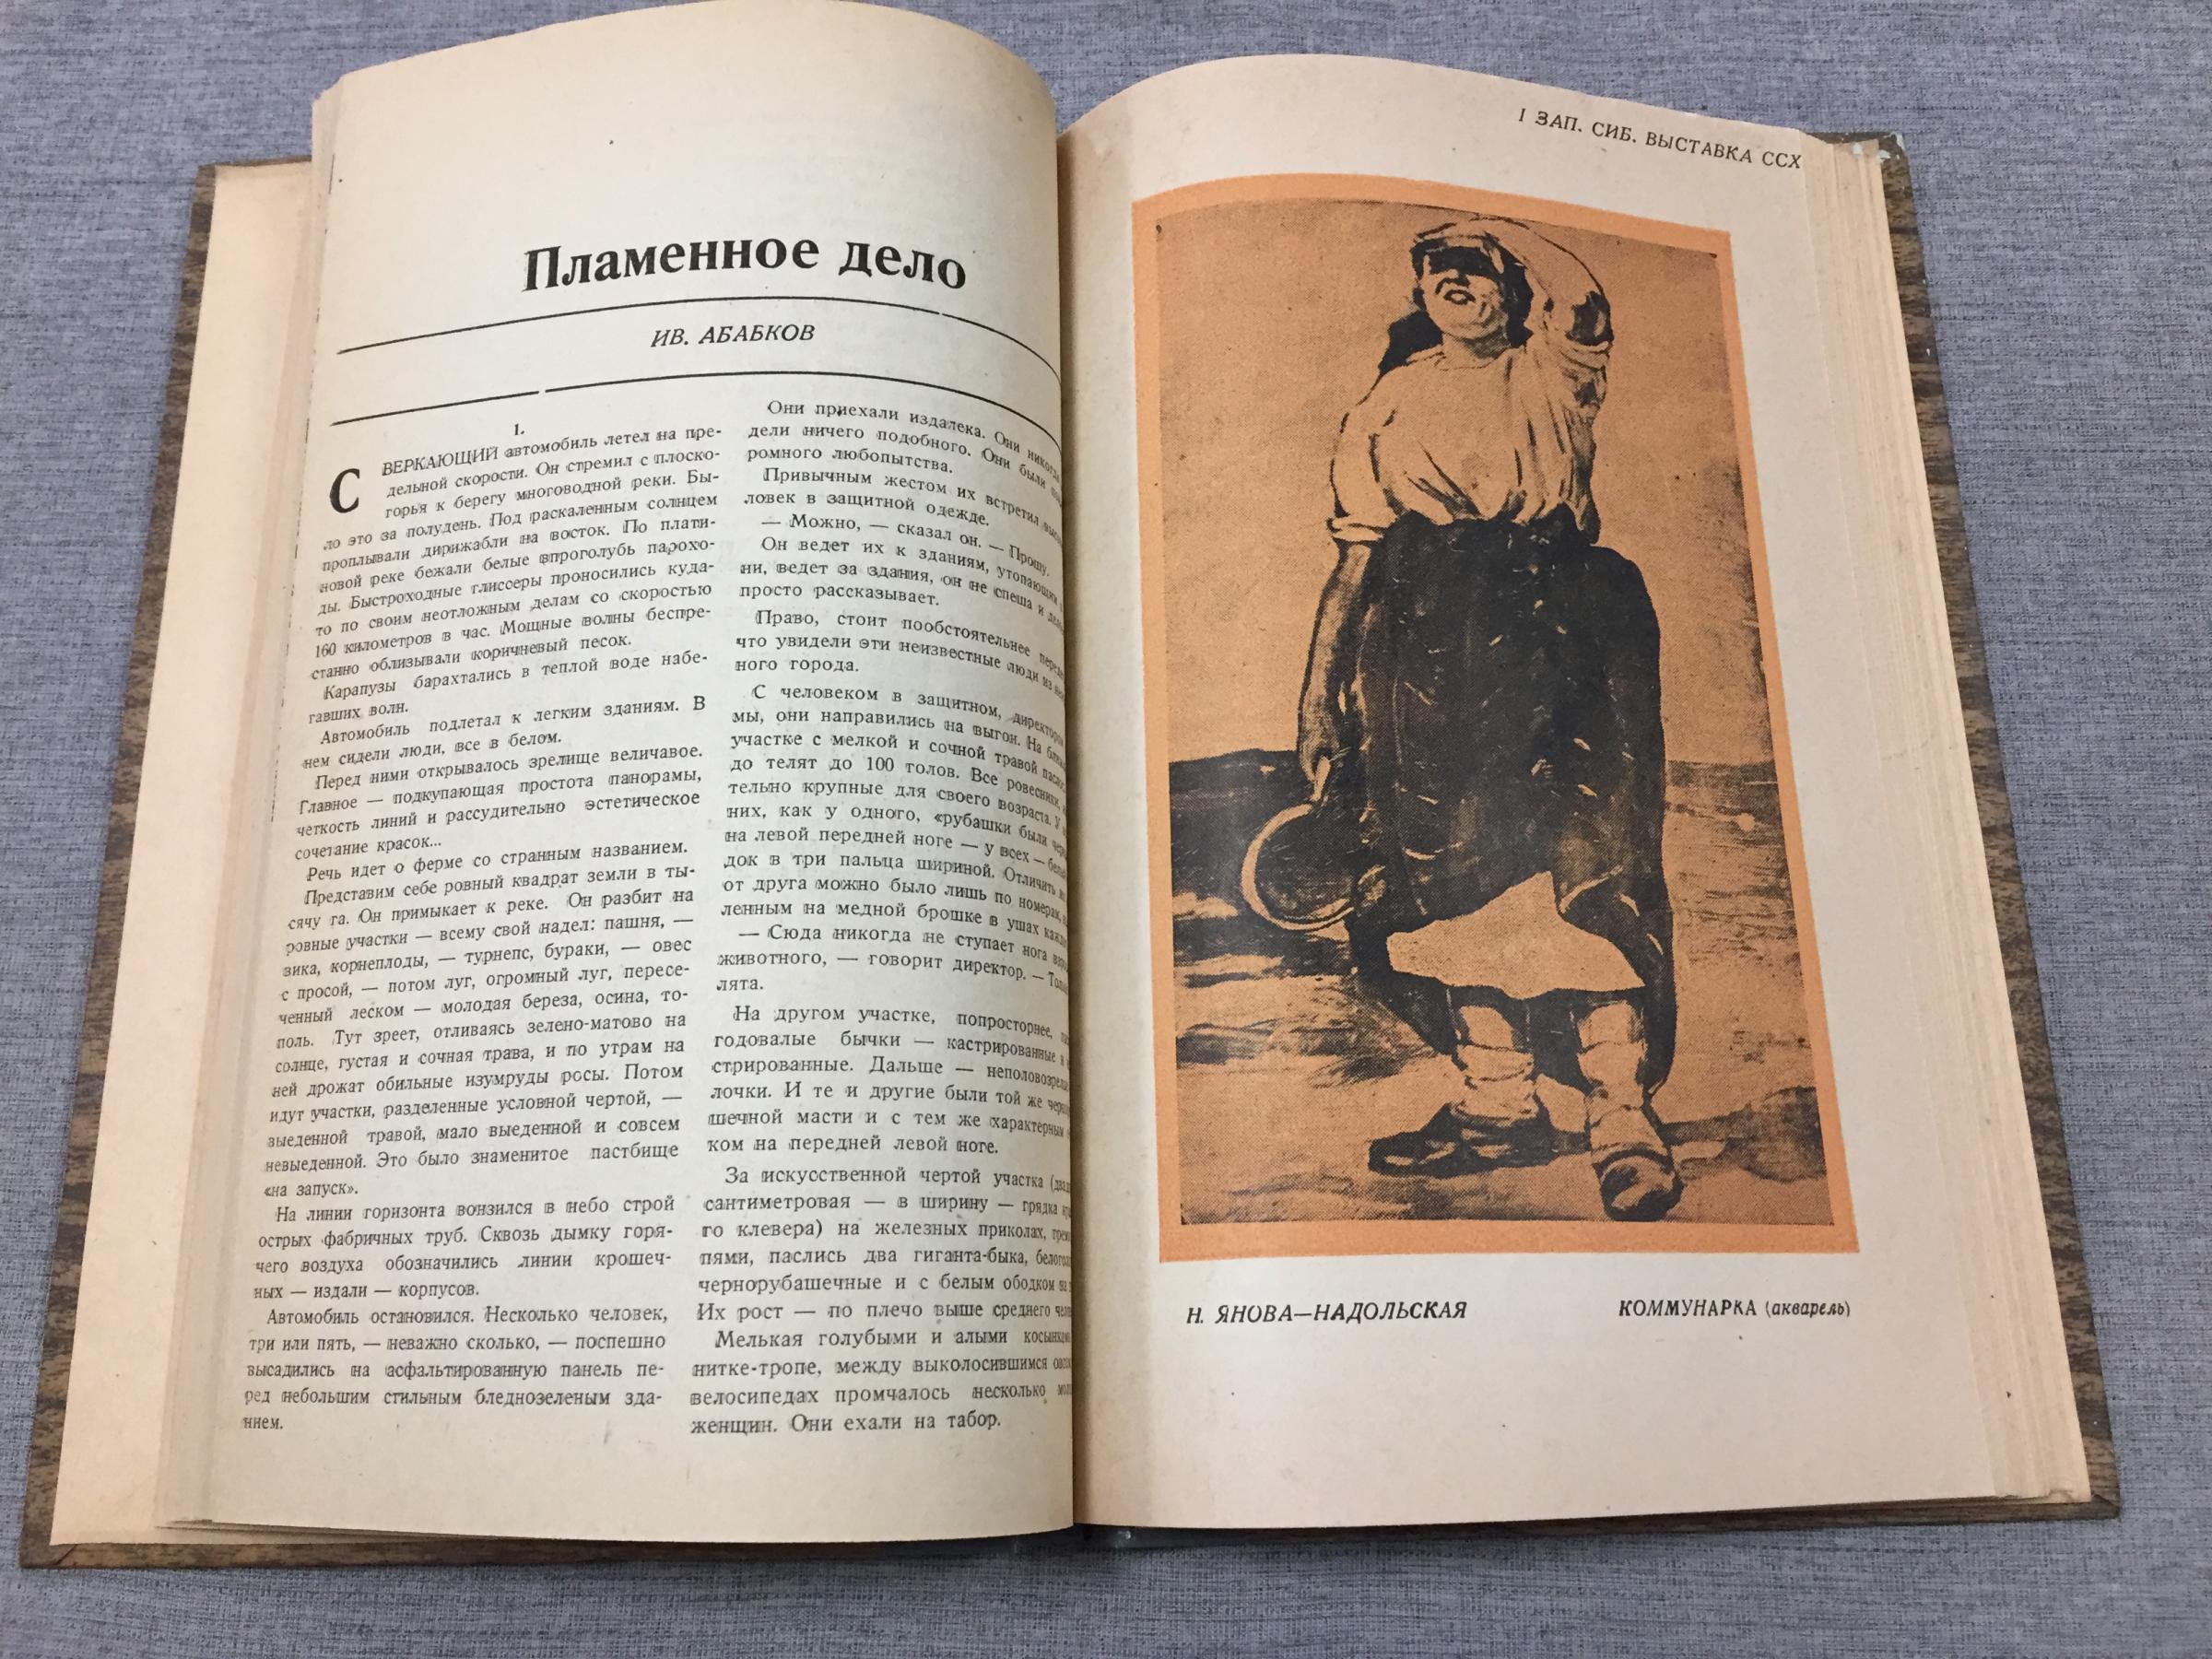 Пламенное дело
ИВ. АБАБКОВ
1.
СВЕРКАЮЩИЙ автомобиль летел на пре-
дельной скорости. Он стремил с плоско-
горья к берегу многоводной реки. Бы-
ло это за полудень. Под раскаленным солнцем
проплывали дирижабли на восток. По плати-
новой реке бежали белые впроголубь парохо-
ды. Быстроходные глиссеры проносились куда-
то по своим неотложным делам со скоростью
160 километров в час. Мощные волны беспре-
станно облизывали коричневый песок.
Карапузы барахтались в теплой воде набе-
гавших волн.
Автомобиль подлетал к легким зданиям. В
нем сидели люди, все в белом.
Перед ними открывалось зрелище величавое.
Главное — подкупающая простота панорамы,
четкость линий и рассудительно эстетическое
сочетание красок...
Речь идет о ферме со странным названием.
Представим себе ровный квадрат земли в ты-
сячу га. Он примыкает к реке. Он разбит на
ровные участки — всему свой надел: пашня, —
вика, корнеплоды, — турнепс, бураки, — овес
с просой, — потом луг, огромный луг, пересе-
ченный леском — молодая береза, осина, то-
поль. Тут зреет, отливаясь зелено-матово на
солнце, густая и сочная трава, и по утрам на
ней дрожат обильные изумруды росы. Потом
идут участки, разделенные условной чертой, —
выеденной травой, мало выеденной и совсем
невыеденной. Это было знаменитое пастбище
«на запуск».
На линии горизонта вонзился в небо строй
острых фабричных труб. Сквозь дымку горя-
чего воздуха обозначились линии крошеч-
ных — издали — корпусов.
Автомобиль остановился. Несколько человек,
три или пять, — неважно сколько, — поспешно
высадились на асфальтированную панель пе-
ред небольшим стильным бледнозеленым зда-
нием.
Они приехали издалека. Они никогда
дели ничего подобного. Они были
ромного любопытства.
Привычным жестом их встретил
ловек в защитной одежде.
— Можно, — сказал он. — Прошу.
Он ведет их к зданиям, утопающим
ни, ведет за здания, он не спеша и
просто рассказывает.
Право, стоит пообстоятельнее
что увидели эти неизвестные люди из
ного города.
С человеком в защитном, директором
мы, они направились на выгон. На
участке с мелкой и сочной травой
до телят до 100 голов. Все ровесники,
тельно крупные для своего возраста. У
них, как у одного, «рубашки были
на левой передней ноге — у всех —
док в три пальца шириной. Отличить
от друга можно было лишь по номерам,
ленным на медной брошке в ушах
— Сюда никогда не ступает нога
животного, — говорит директор. —
лята.
На другом участке, попросторнее,
годовалые бычки — кастрированные и
стрированные. Дальше — неполовозрелые
лочки. И те и другие были той же
шечной масти и с тем же характерным
ком на передней левой ноге.
За искусственной чертой участка
сантиметровая — в ширину — грядка
го клевера) на железных приколах,
пями, паслись два гиганта-быка,
чернорубашечные и с белым ободком на
Их рост — по плечо выше среднего
Мелькая голубыми и алыми косынками
нитке-тропе, между выколосившимся
велосипедах промчалось несколько
женщин. Они ехали на табор.
I ЗАП. СИБ. ВЫСТАВКА ССХ
Н. ЯНОВА—НАДОЛЬСКАЯ
КОММУНАРКА (акварель)